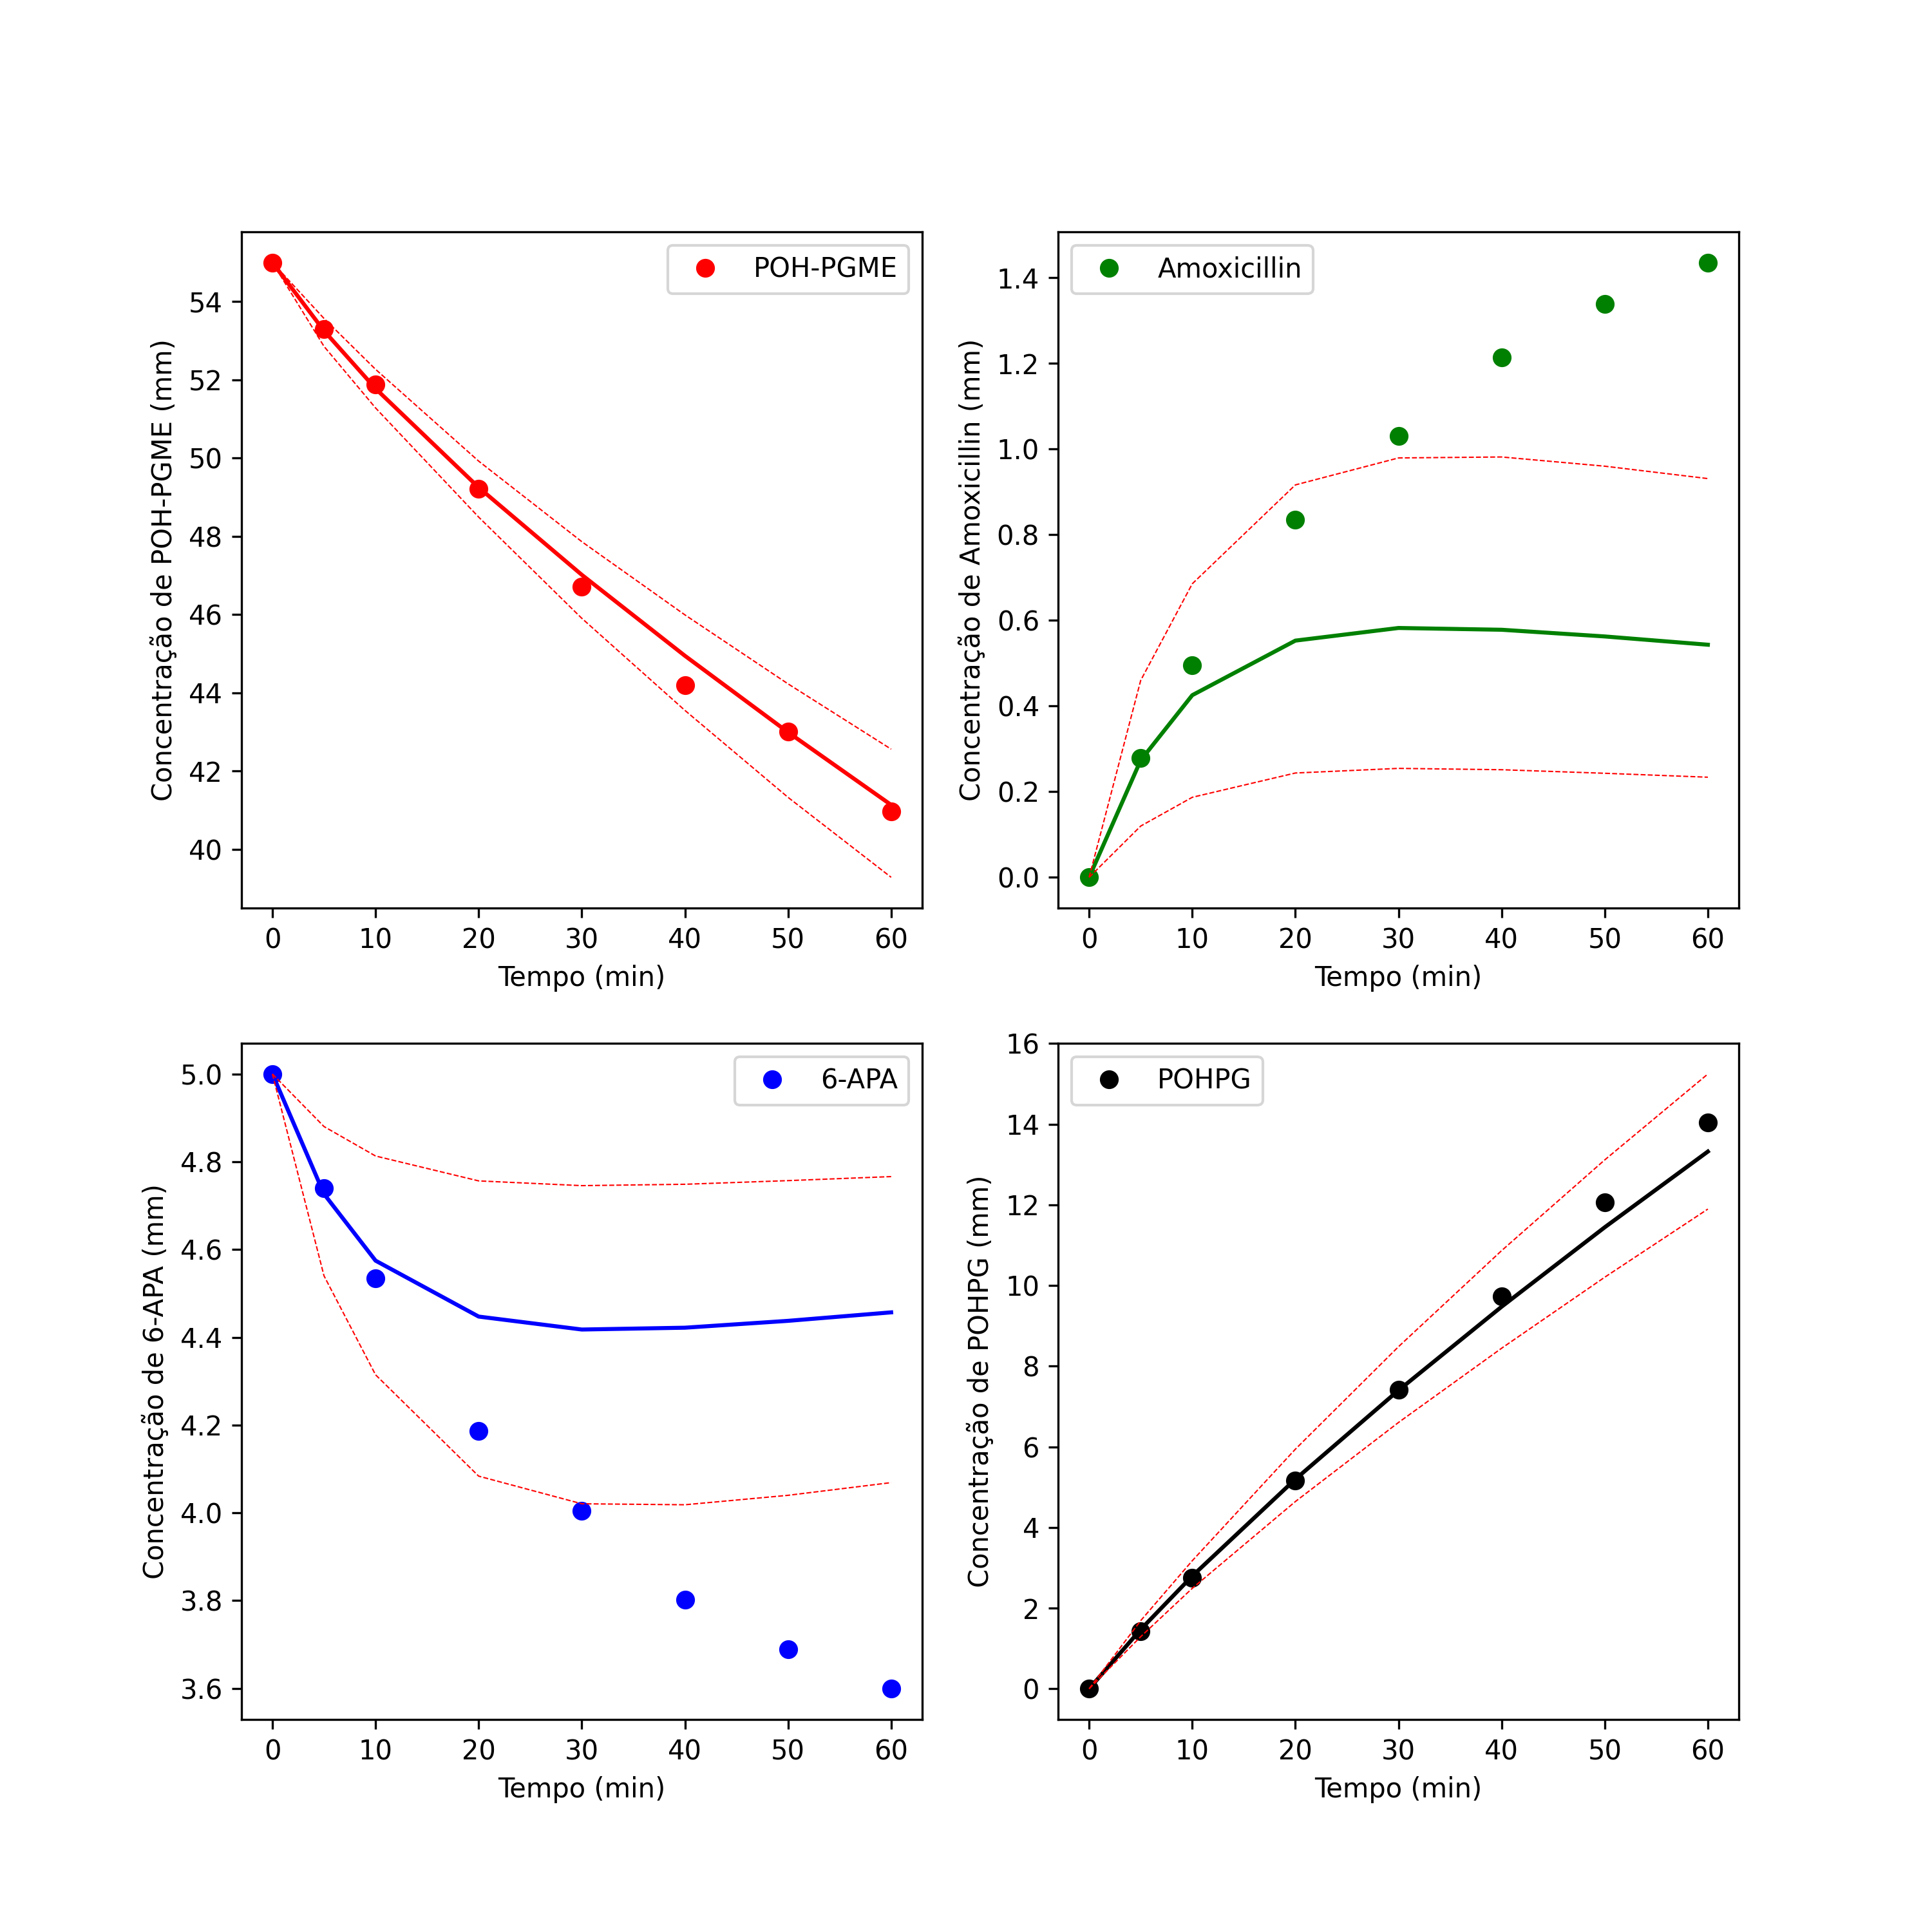 POH-PGME
Concentração de POH-PGME (mm)
54
52
50
48
46
44
42
40
0 10 20 30 40 50 60
Tempo (min)
Amoxicillin
Concentração de Amoxicillin (mm)
1.4
1.2
1.0
0.8
0.6
0.4
0.2
0.0
0 10 20 30 40 50 60
Tempo (min)
6-APA
Concentração de 6-APA (mm)
5.0
4.8
4.6
4.4
4.2
4.0
3.8
3.6
0 10 20 30 40 50 60
Tempo (min)
POHPG
Concentração de POHPG (mm)
16
14
12
10
8
6
4
2
0
0 10 20 30 40 50 60
Tempo (min)